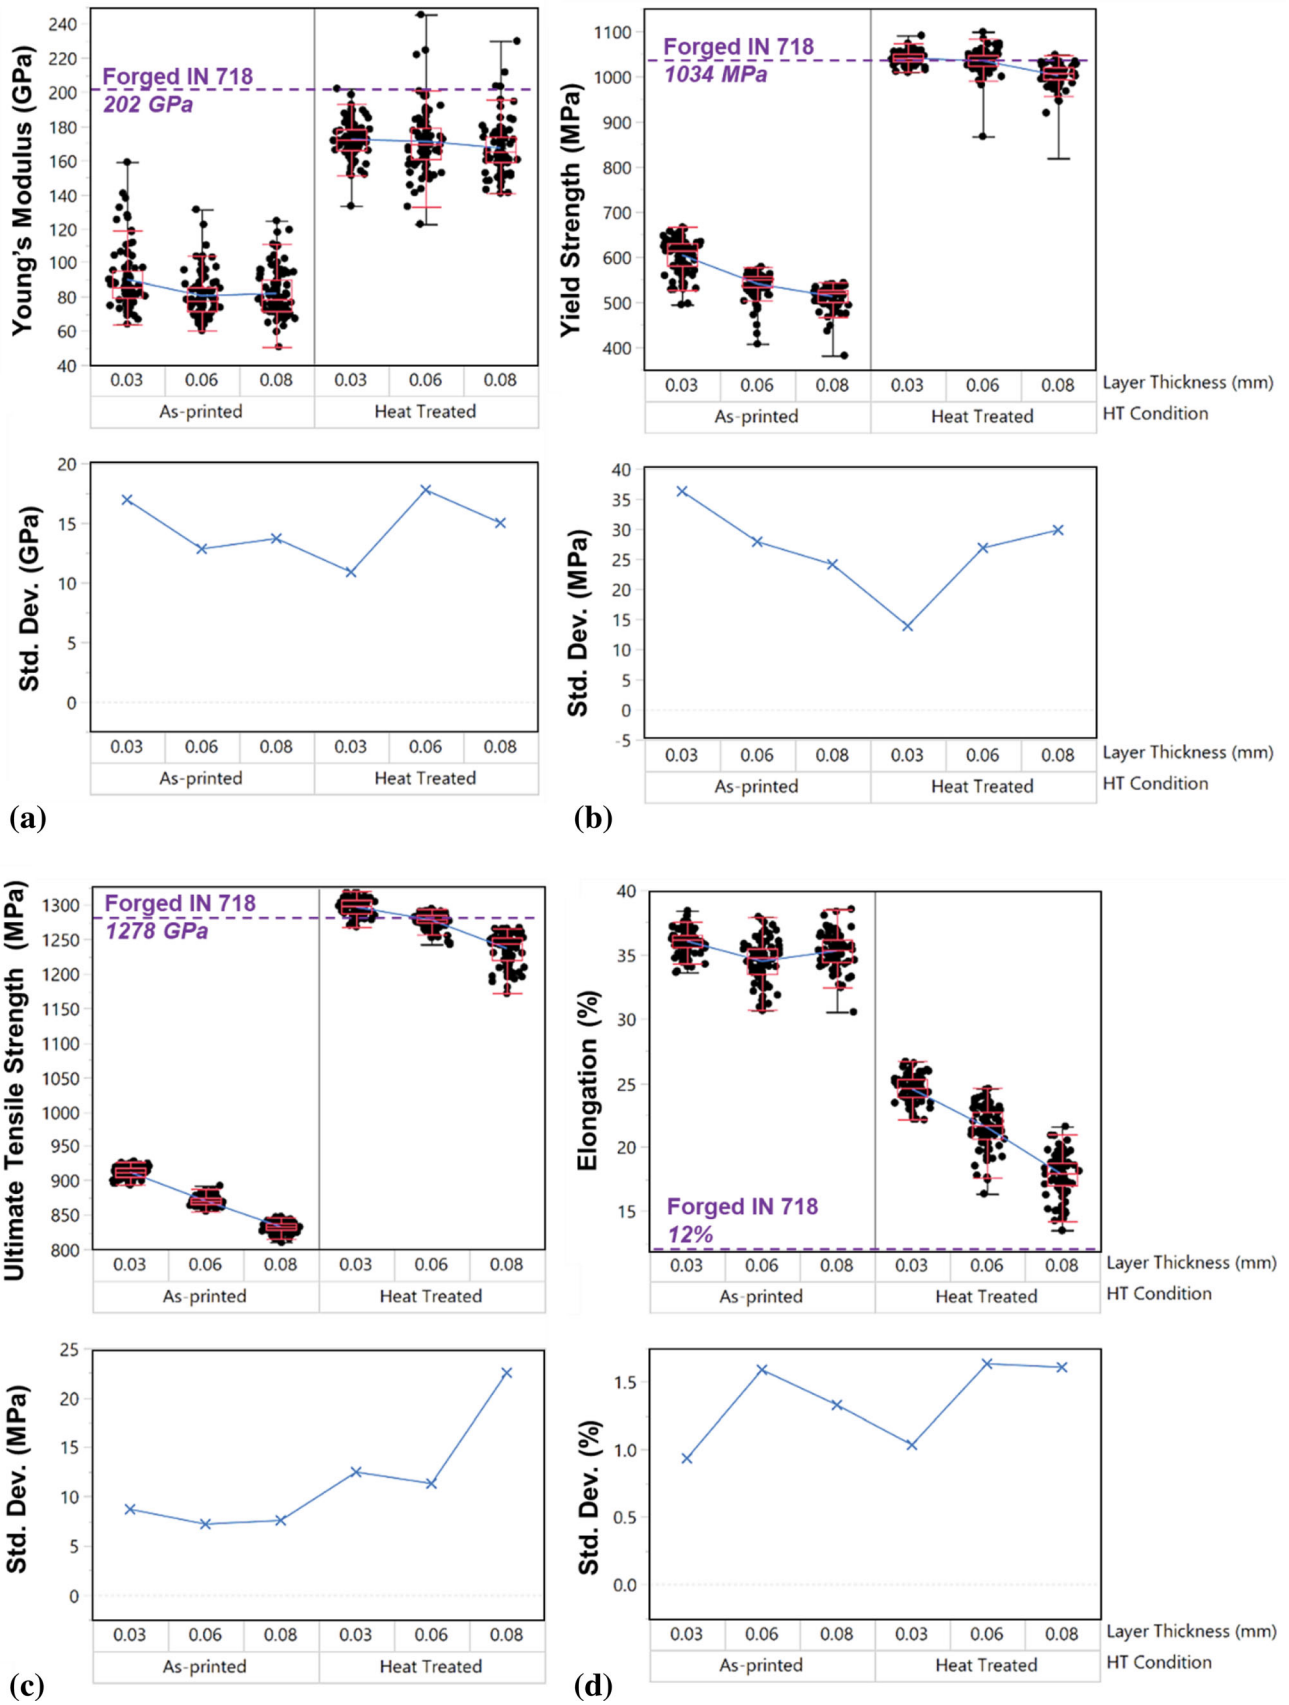 Young's Modulus (GPa)
240
220
200
180
160
140
120
100
80
60
40
Forged IN 718
202 GPa
0.03 0.06 0.08 0.03 0.06 0.08
As-printed Heat Treated
Yield Strength (MPa)
1100
1000
900
800
700
600
500
400
Forged IN 718
1034 MPa
0.03 0.06 0.08 0.03 0.06 0.08 Layer Thickness (mm)
As-printed Heat Treated HT Condition
Std. Dev. (GPa)
20
15
10
5
0
0.03 0.06 0.08 0.03 0.06 0.08
As-printed Heat Treated
(a)
Std. Dev. (MPa)
40
35
30
25
20
15
10
5
0
-5
0.03 0.06 0.08 0.03 0.06 0.08 Layer Thickness (mm)
As-printed Heat Treated HT Condition
(b)
Ultimate Tensile Strength (MPa)
1300
1250
1200
1150
1100
1050
1000
950
900
850
800
Forged IN 718
1278 GPa
0.03 0.06 0.08 0.03 0.06 0.08
As-printed Heat Treated
Elongation (%)
40
35
30
25
20
15
Forged IN 718
12%
0.03 0.06 0.08 0.03 0.06 0.08 Layer Thickness (mm)
As-printed Heat Treated HT Condition
Std. Dev. (MPa)
25
20
15
10
5
0
0.03 0.06 0.08 0.03 0.06 0.08
As-printed Heat Treated
(c)
Std. Dev. (%)
1.5
1.0
0.5
0.0
0.03 0.06 0.08 0.03 0.06 0.08 Layer Thickness (mm)
As-printed Heat Treated HT Condition
(d)